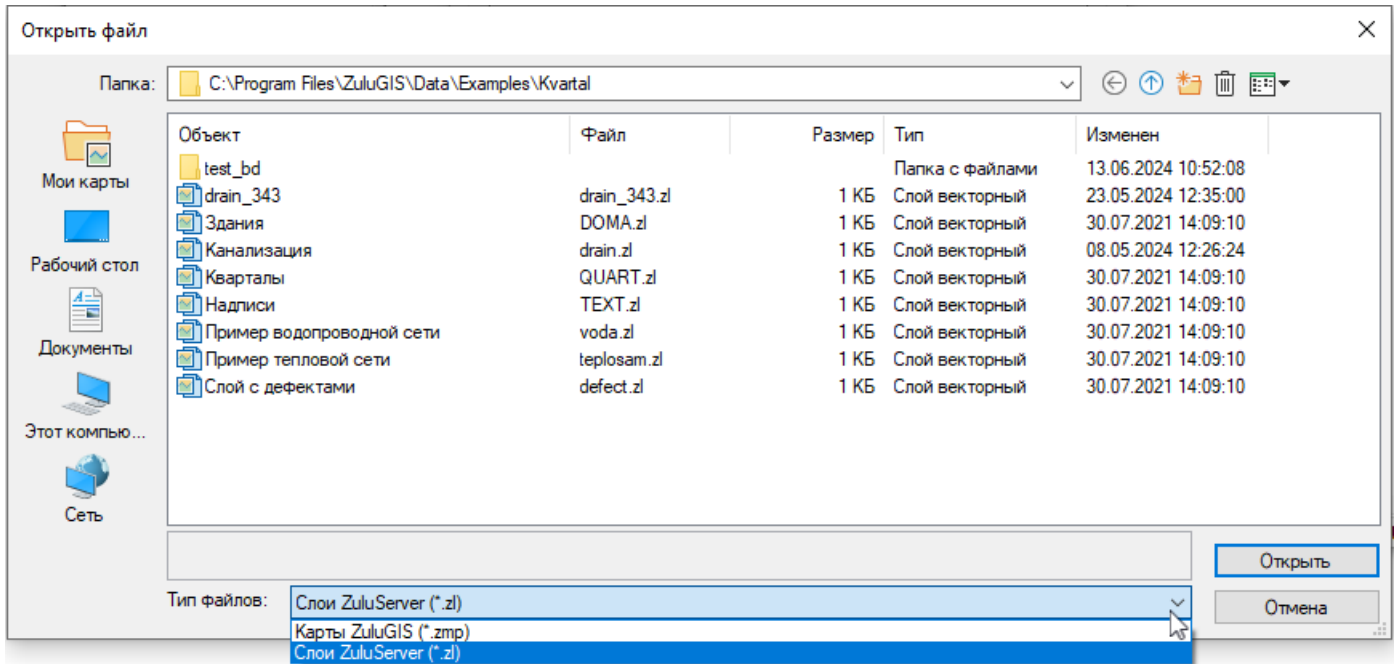 Открыть файл
Папка: C:\Program Files\ZuluGIS\Data\Examples\Kvartal
Объект Файл Размер Тип Изменен
test_bd Папка с файлами 13.06.2024 10:52:08
drain_343 drain_343.zl 1 КБ Слой векторный 23.05.2024 12:35:00
Здания DOMA.zl 1 КБ Слой векторный 30.07.2021 14:09:10
Канализация drain.zl 1 КБ Слой векторный 08.05.2024 12:26:24
Кварталы QUART.zl 1 КБ Слой векторный 30.07.2021 14:09:10
Надписи TEXT.zl 1 КБ Слой векторный 30.07.2021 14:09:10
Пример водопроводной сети voda.zl 1 КБ Слой векторный 30.07.2021 14:09:10
Пример тепловой сети teplosam.zl 1 КБ Слой векторный 30.07.2021 14:09:10
Слой с дефектами defect.zl 1 КБ Слой векторный 30.07.2021 14:09:10
Мои карты
Рабочий стол
Документы
Этот компью...
Сеть
Открыть
Тип файлов: Слои ZuluServer (*.zl)
Отмена
Карты ZuluGIS (*.zmp)
Слои ZuluServer (*.zl)